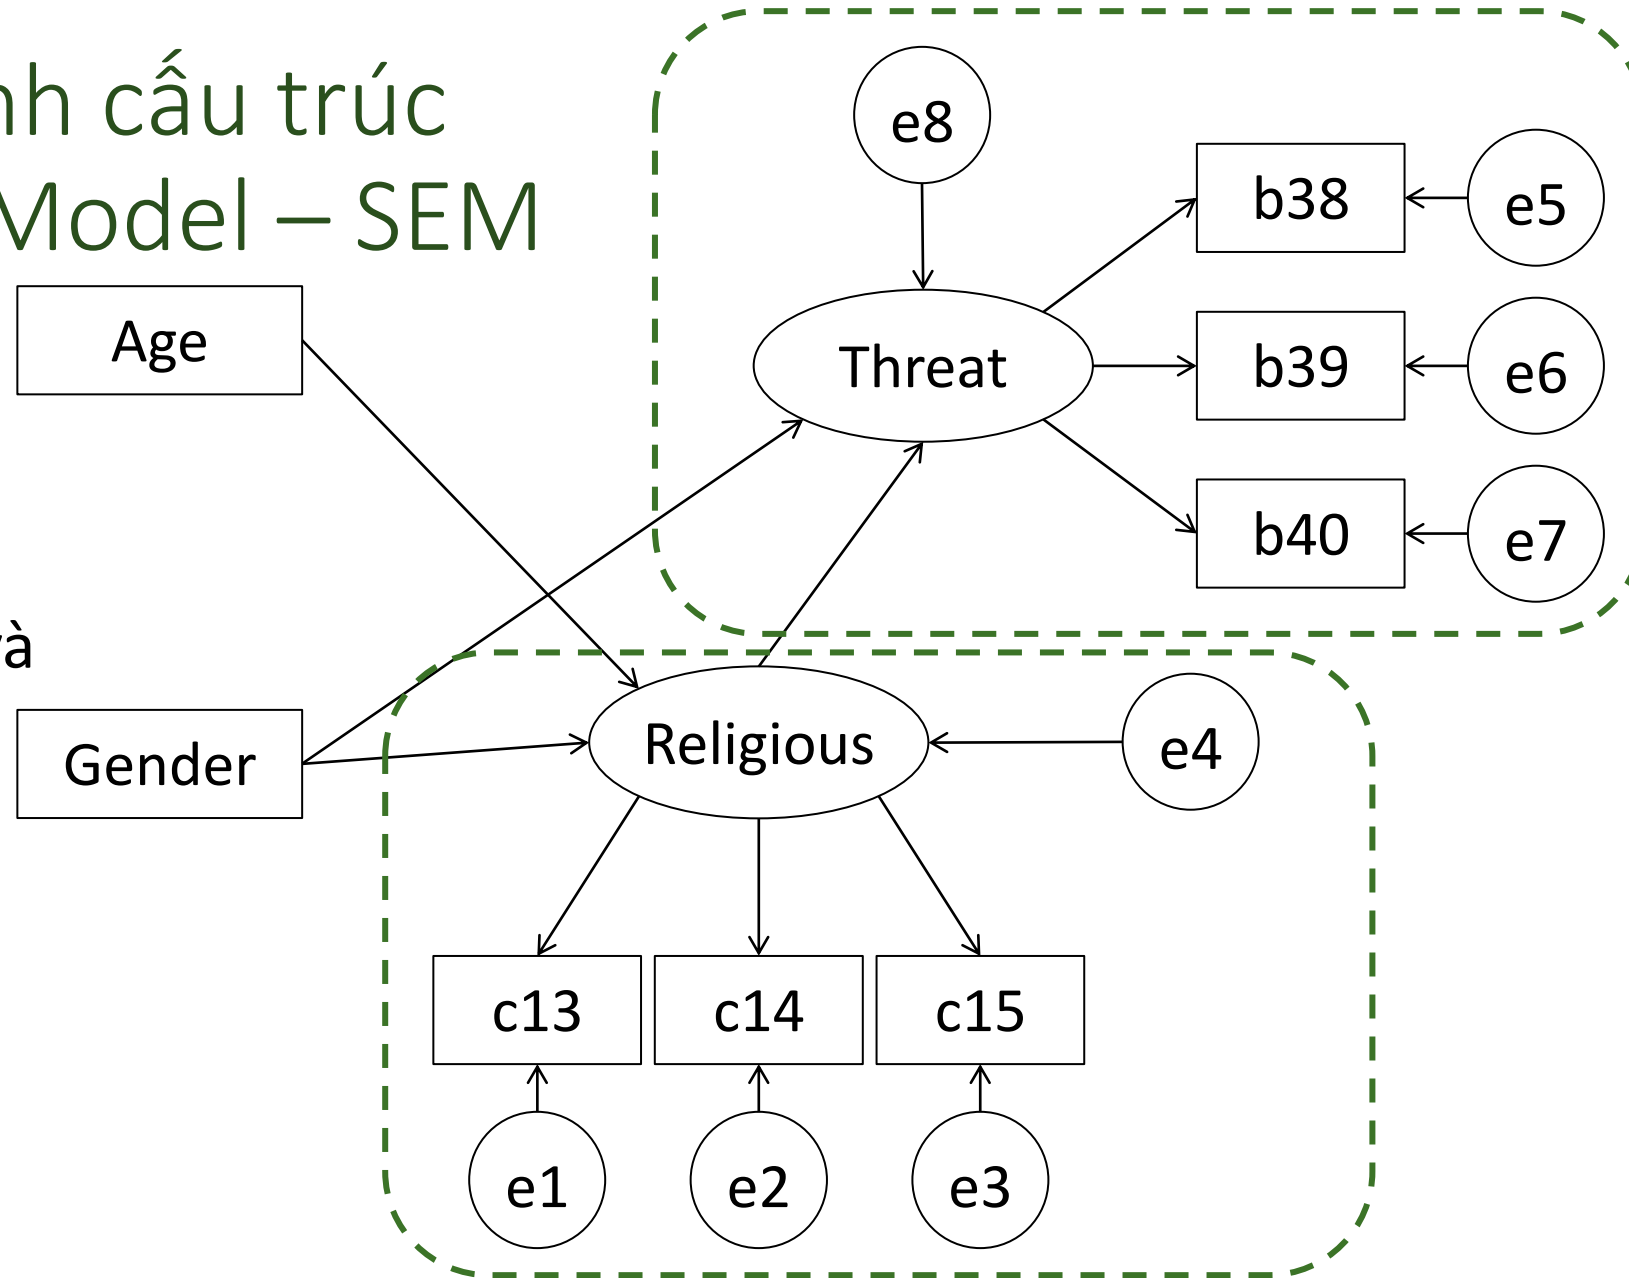 nh cấu trúc
Model – SEM
e8
b38
e5
Age
Threat
b39
e6
b40
e7
và
Gender
Religious
e4
c13
c14
c15
e1
e2
e3